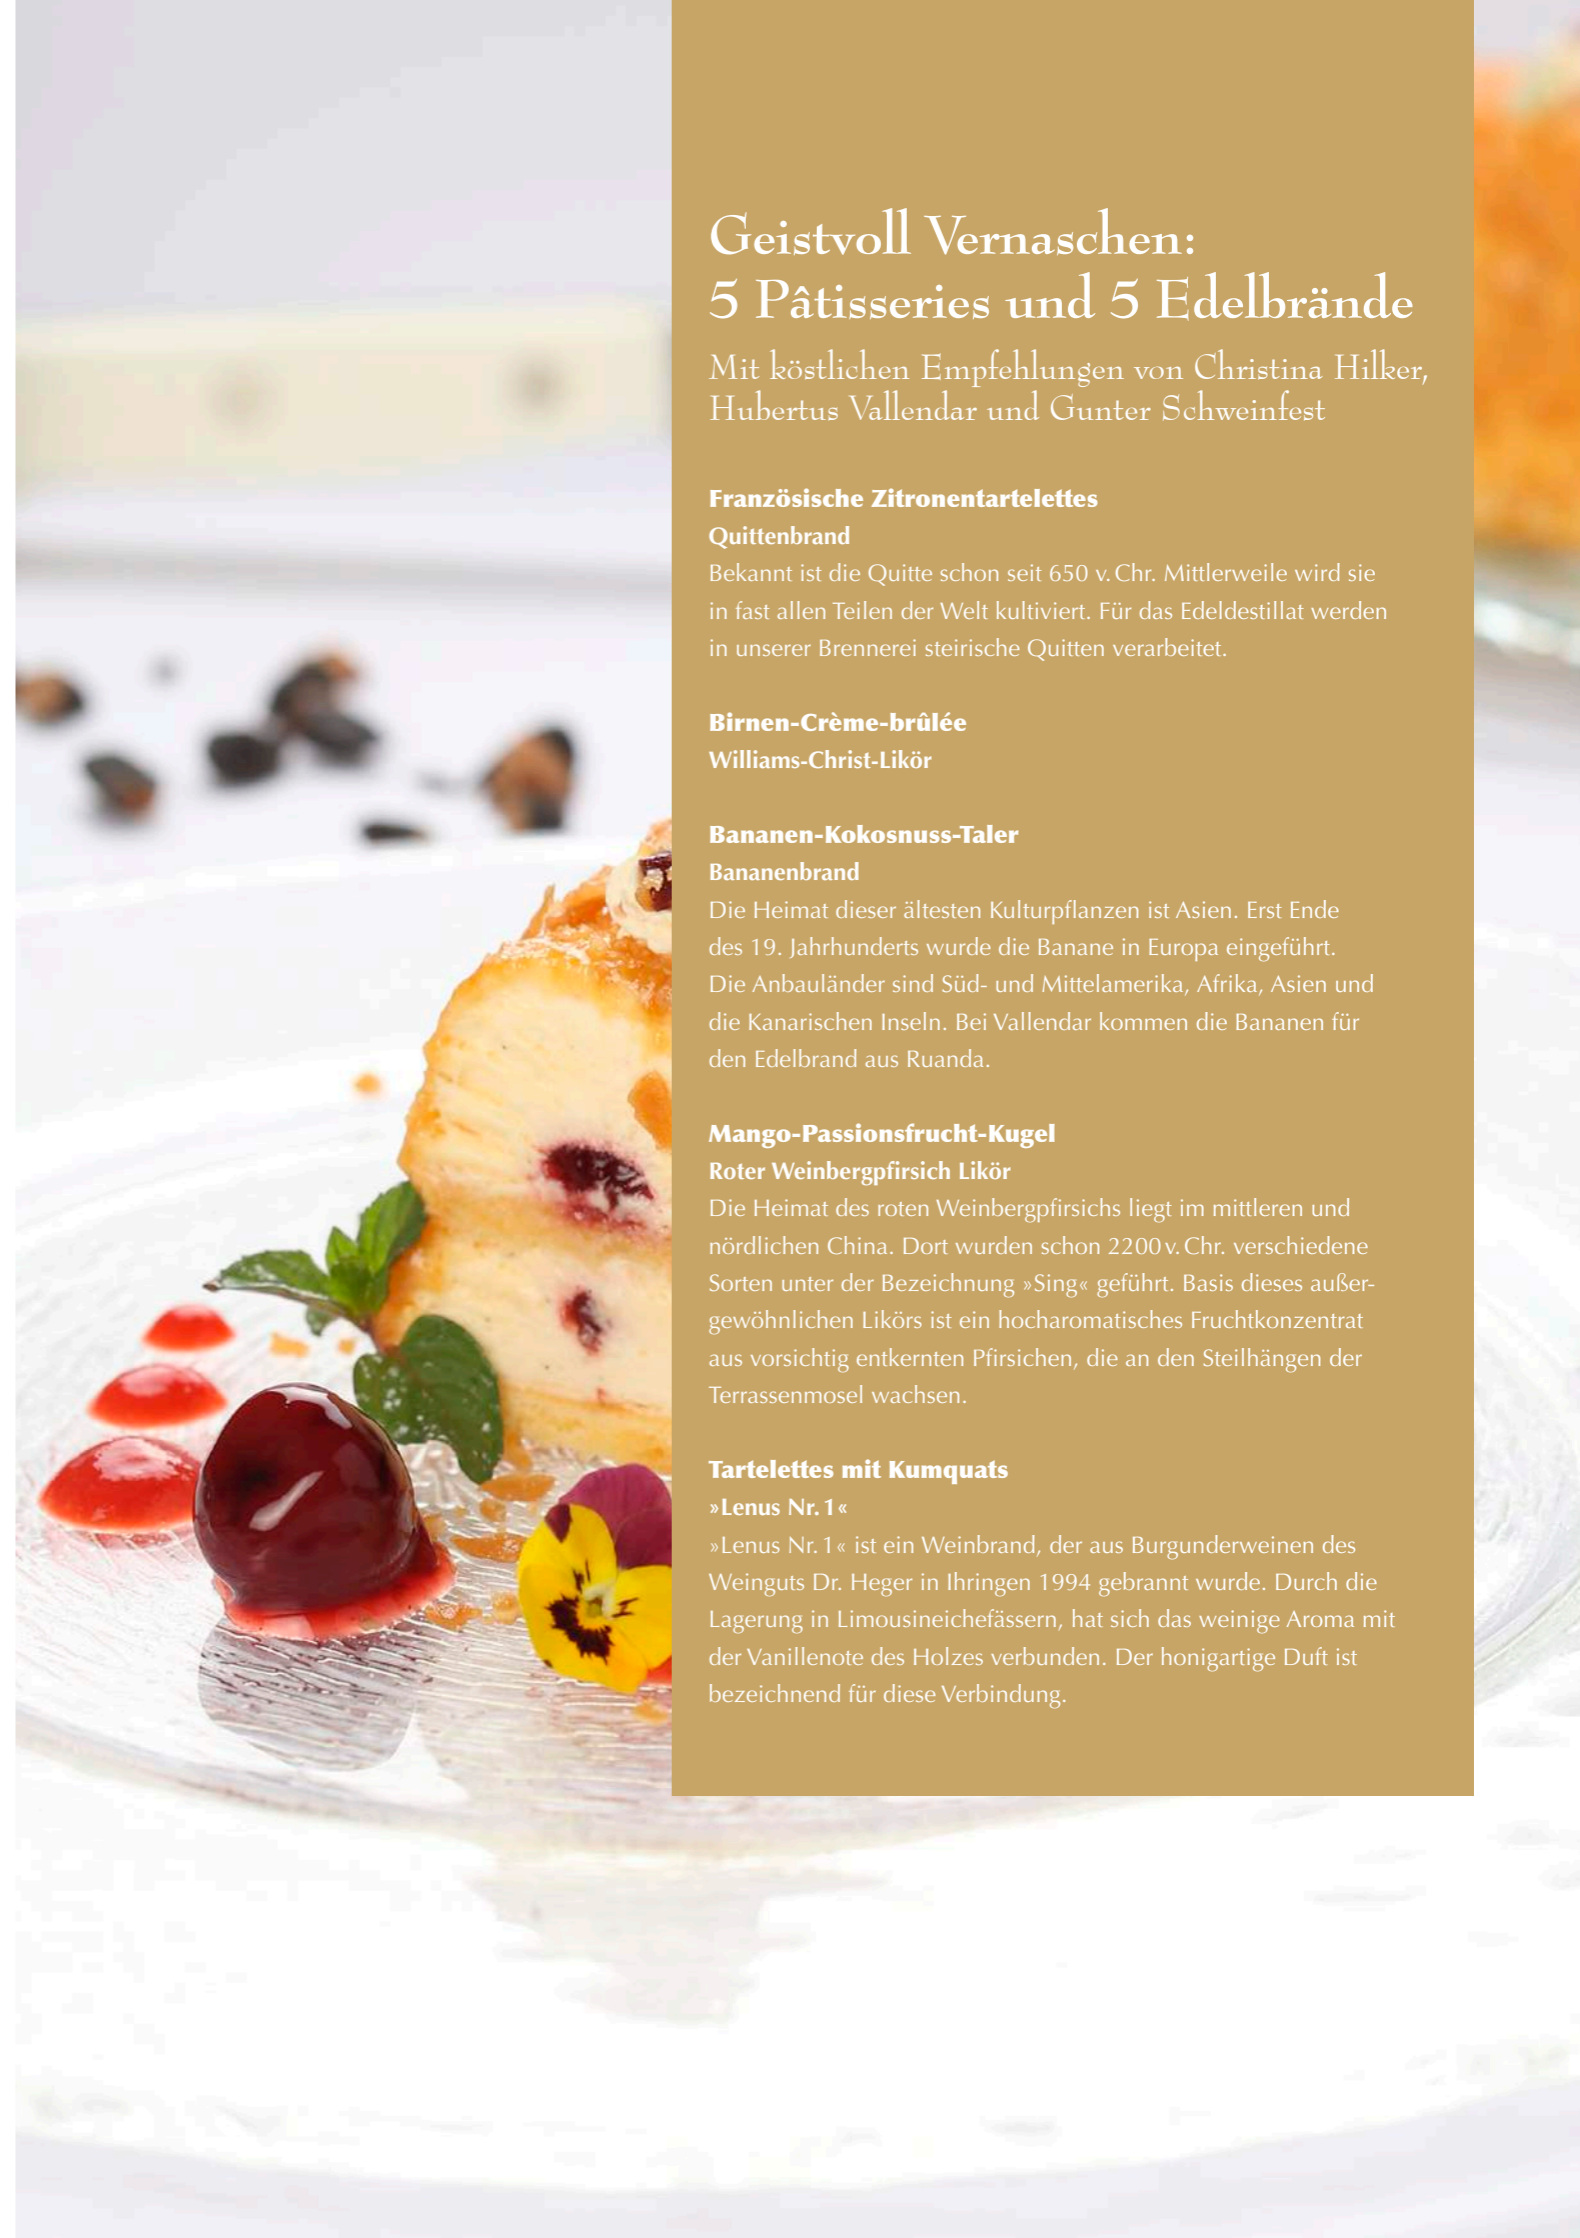 Geistvoll Vernaschen:
5 Pâtisseries und 5 Edelbrände
Mit köstlichen Empfehlungen von Christina Hilker,
Hubertus Vallendar und Gunter Schweinfest
Französische Zitronentartelettes
Quittenbrand
Bekannt ist die Quitte schon seit 650 v. Chr. Mittlerweile wird sie
in fast allen Teilen der Welt kultiviert. Für das Edeldestillat werden
in unserer Brennerei steirische Quitten verarbeitet.
Birnen-Crème-brûlée
Williams-Christ-Likör
Bananen-Kokosnuss-Taler
Bananenbrand
Die Heimat dieser ältesten Kulturpflanzen ist Asien. Erst Ende
des 19. Jahrhunderts wurde die Banane in Europa eingeführt.
Die Anbauländer sind Süd- und Mittelamerika, Afrika, Asien und
die Kanarischen Inseln. Bei Vallendar kommen die Bananen für
den Edelbrand aus Ruanda.
Mango-Passionsfrucht-Kugel
Roter Weinbergpfirsich Likör
Die Heimat des roten Weinbergpfirsichs liegt im mittleren und
nördlichen China. Dort wurden schon 2200 v. Chr. verschiedene
Sorten unter der Bezeichnung »Sing« geführt. Basis dieses außer-
gewöhnlichen Likörs ist ein hocharomatisches Fruchtkonzentrat
aus vorsichtig entkernten Pfirsichen, die an den Steilhängen der
Terrassenmosel wachsen.
Tartelettes mit Kumquats
»Lenus Nr. 1«
»Lenus Nr. 1« ist ein Weinbrand, der aus Burgunderweinen des
Weinguts Dr. Heger in Ihringen 1994 gebrannt wurde. Durch die
Lagerung in Limousineichefässern, hat sich das weinige Aroma mit
der Vanillenote des Holzes verbunden. Der honigartige Duft ist
bezeichnend für diese Verbindung.